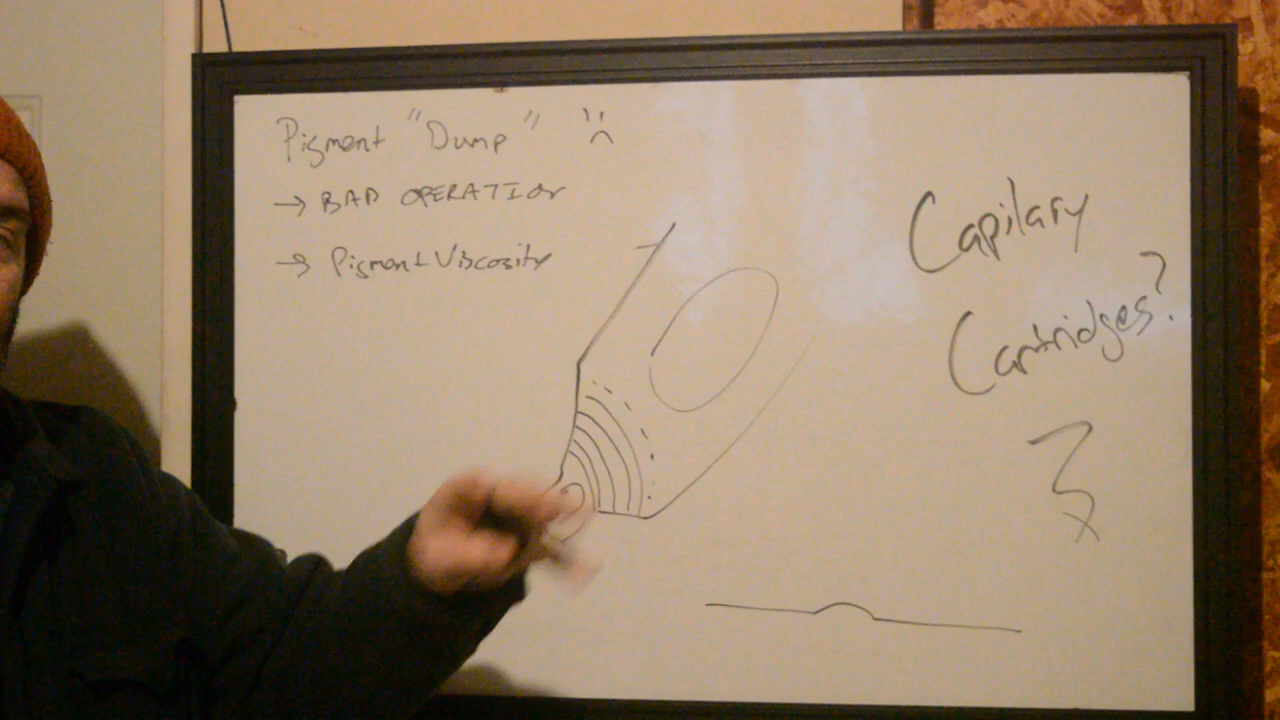 Pigment "Dump" :(
→ BAD OPERATION
→ Pigment Viscosity
Capilary
Cartridges?